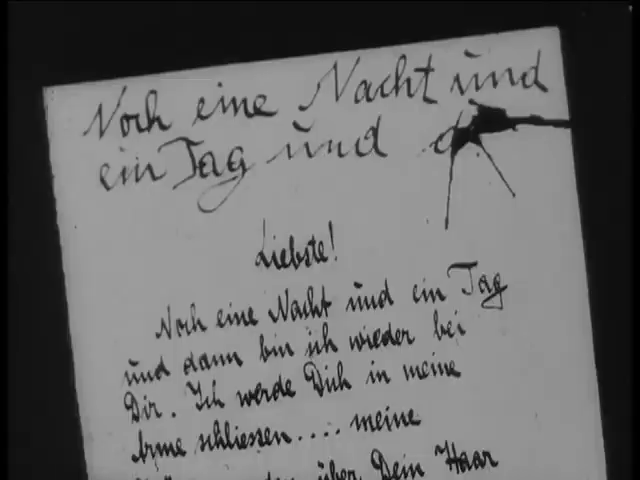 Noch eine Nacht und
ein Tag und d
Liebste!
Noch eine Nacht und ein Tag
und dann bin ich wieder bei
Dir. Ich werde Dich in meine
Arme schliessen.... meine
über Dein Haar